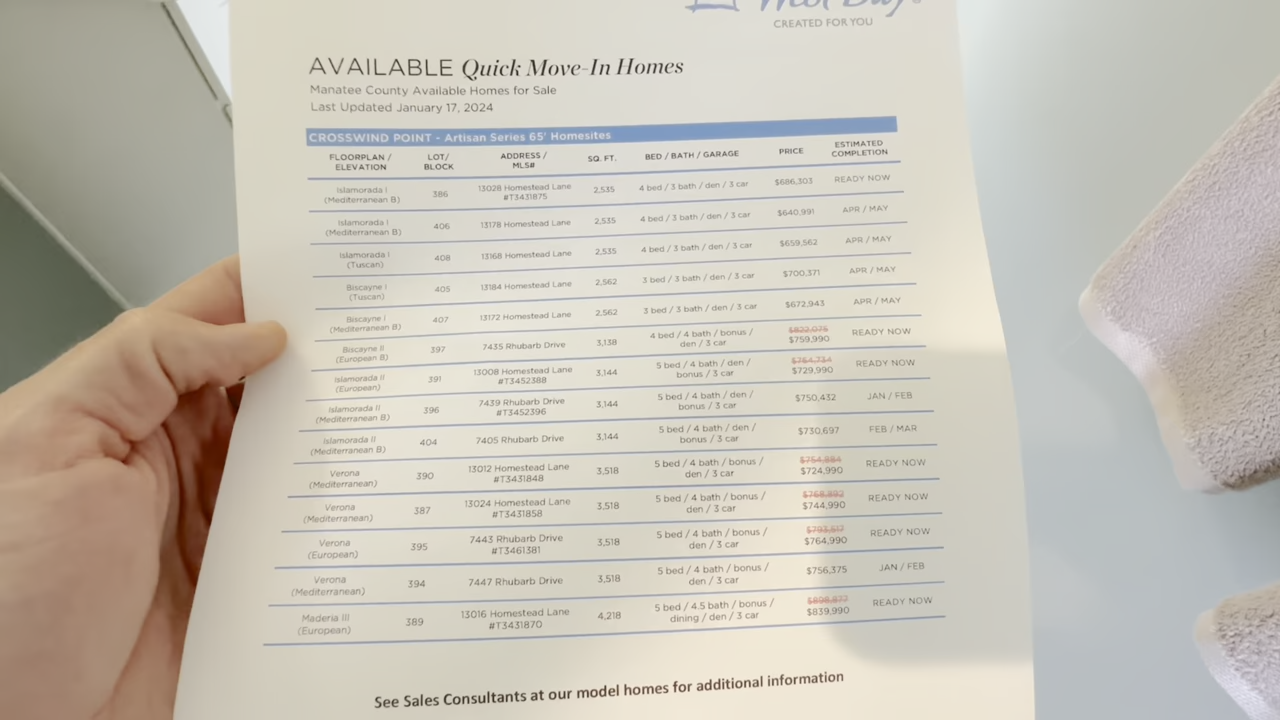 CREATED FOR YOU
AVAILABLE Quick Move-In Homes
Manatee County Available Homes for Sale
Last Updated January 17, 2024
CROSSWIND POINT - Artisan Series 65' Homesites
FLOORPLAN / ELEVATION LOT/ BLOCK ADDRESS / MLS# SQ. FT. BED / BATH / GARAGE PRICE ESTIMATED COMPLETION
Islamorada I (Mediterranean B) 386 13028 Homestead Lane #T3431875 2,535 4 bed / 3 bath / den / 3 car $686,303 READY NOW
Islamorada I (Mediterranean B) 406 13178 Homestead Lane 2,535 4 bed / 3 bath / den / 3 car $640,991 APR / MAY
Islamorada I (Tuscan) 408 13168 Homestead Lane 2,535 4 bed / 3 bath / den / 3 car $659,562 APR / MAY
Biscayne I (Tuscan) 405 13184 Homestead Lane 2,562 3 bed / 3 bath / den / 3 car $700,371 APR / MAY
Biscayne I (Mediterranean B) 407 13172 Homestead Lane 2,562 3 bed / 3 bath / den / 3 car $672,943 APR / MAY
Biscayne II (European B) 397 7435 Rhubarb Drive 3,138 4 bed / 4 bath / bonus / den / 3 car $822,075 $759,990 READY NOW
Islamorada II (European) 391 13008 Homestead Lane #T3452388 3,144 5 bed / 4 bath / den / bonus / 3 car $764,734 $729,990 READY NOW
Islamorada II (Mediterranean B) 396 7439 Rhubarb Drive #T3452396 3,144 5 bed / 4 bath / den / bonus / 3 car $750,432 JAN / FEB
Islamorada II (Mediterranean B) 404 7405 Rhubarb Drive 3,144 5 bed / 4 bath / den / bonus / 3 car $730,697 FEB / MAR
Verona (Mediterranean) 390 13012 Homestead Lane #T3431848 3,518 5 bed / 4 bath / bonus / den / 3 car $754,884 $724,990 READY NOW
Verona (Mediterranean) 387 13024 Homestead Lane #T3431858 3,518 5 bed / 4 bath / bonus / den / 3 car $768,892 $744,990 READY NOW
Verona (European) 395 7443 Rhubarb Drive #T3461381 3,518 5 bed / 4 bath / bonus / den / 3 car $793,517 $764,990 READY NOW
Verona (Mediterranean) 394 7447 Rhubarb Drive 3,518 5 bed / 4 bath / bonus / den / 3 car $756,375 JAN / FEB
Maderia III (European) 389 13016 Homestead Lane #T3431870 4,218 5 bed / 4.5 bath / bonus / dining / den / 3 car $839,990 READY NOW
See Sales Consultants at our model homes for additional information